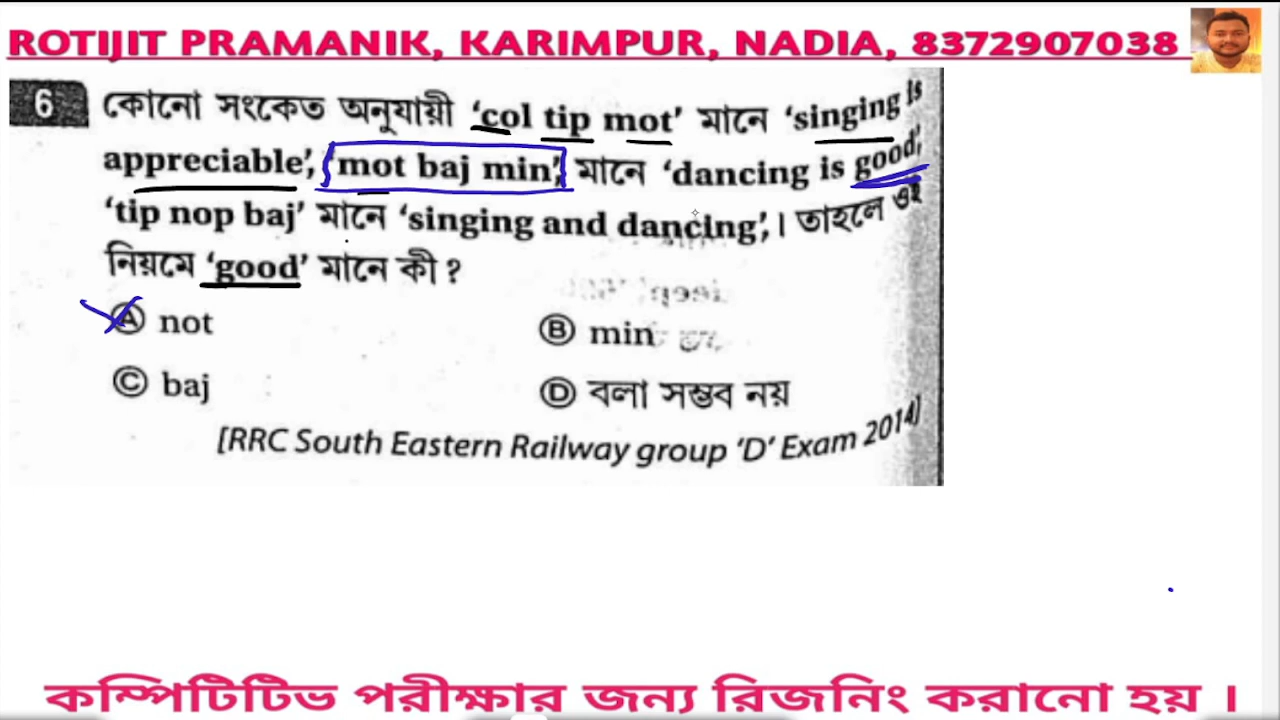 ROTIJIT PRAMANIK, KARIMPUR, NADIA, 8372907038
6 কোনো সংকেত অনুযায়ী ‘col tip mot’ মানে ‘singing is
appreciable’, ‘mot baj min’, মানে ‘dancing is good,’
‘tip nop baj’ মানে ‘singing and dancing’, । তাহলে ওই
নিয়মে ‘good’ মানে কী ?
Ⓐ not Ⓑ min
Ⓒ baj Ⓓ বলা সম্ভব নয়
[RRC South Eastern Railway group ‘D’ Exam 2014]
কম্পিটিটিভ পরীক্ষার জন্য রিজনিং করানো হয় ।